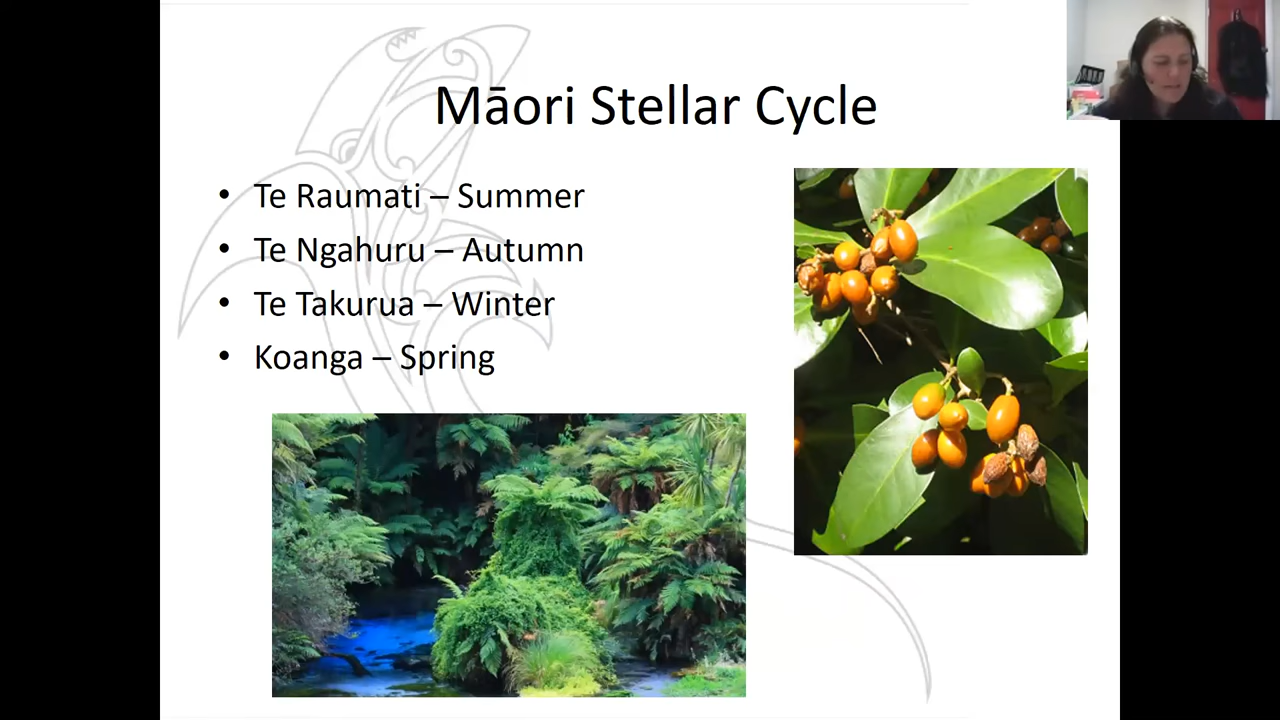 Māori Stellar Cycle
• Te Raumati – Summer
• Te Ngahuru – Autumn
• Te Takurua – Winter
• Koanga – Spring